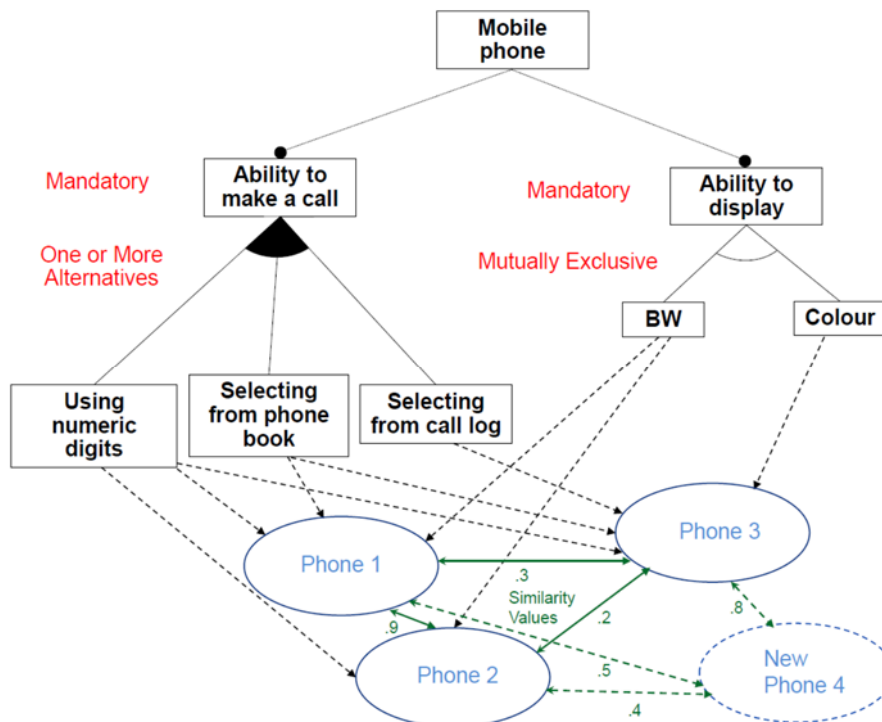 Mobile
phone
Mandatory
Ability to
make a call
Mandatory
Ability to
display
One or More
Alternatives
Mutually Exclusive
BW
Colour
Using
numeric
digits
Selecting
from phone
book
Selecting
from call log
Phone 1
Phone 3
.3
Similarity
Values
.2
.8
.9
.5
.4
Phone 2
New
Phone 4